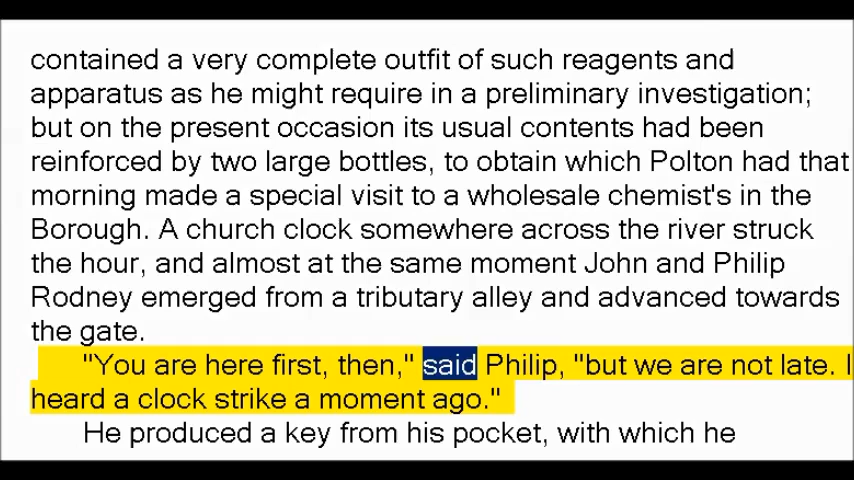 contained a very complete outfit of such reagents and
apparatus as he might require in a preliminary investigation;
but on the present occasion its usual contents had been
reinforced by two large bottles, to obtain which Polton had that
morning made a special visit to a wholesale chemist's in the
Borough. A church clock somewhere across the river struck
the hour, and almost at the same moment John and Philip
Rodney emerged from a tributary alley and advanced towards
the gate.
"You are here first, then," said Philip, "but we are not late. I
heard a clock strike a moment ago."
He produced a key from his pocket, with which he